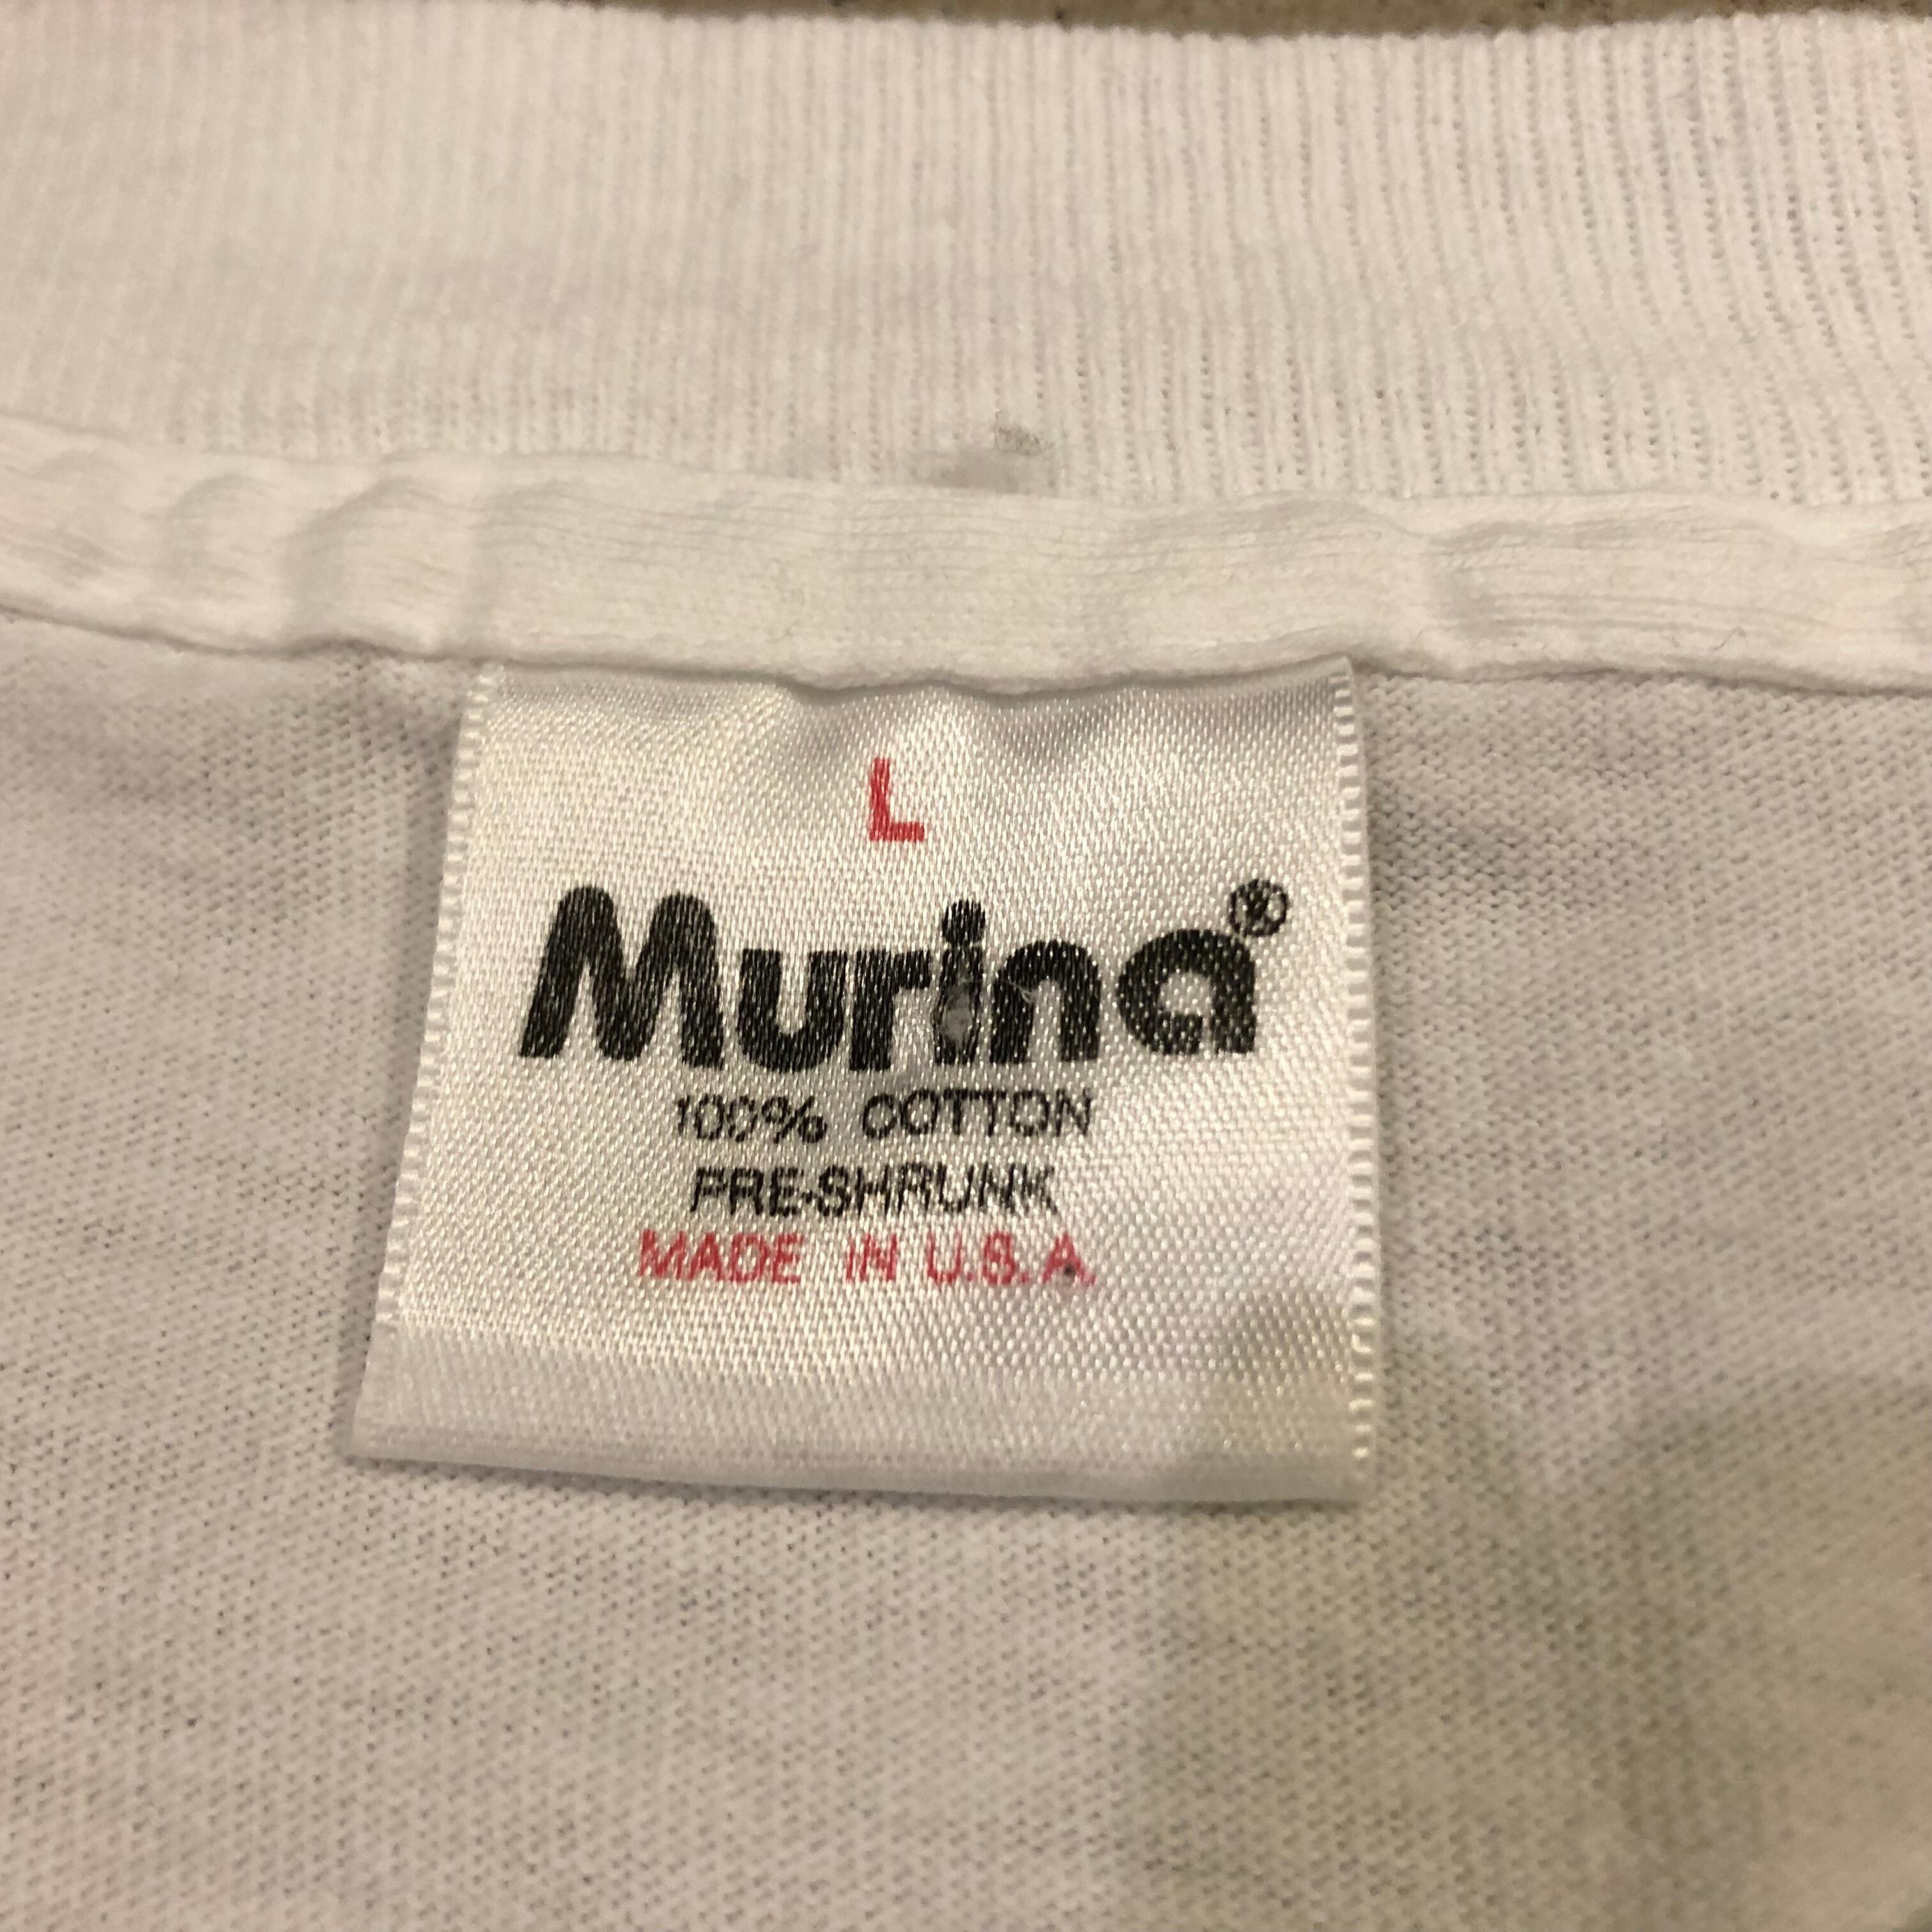 L
Murina®
100% COTTON
PRE-SHRUNK
MADE IN U.S.A.